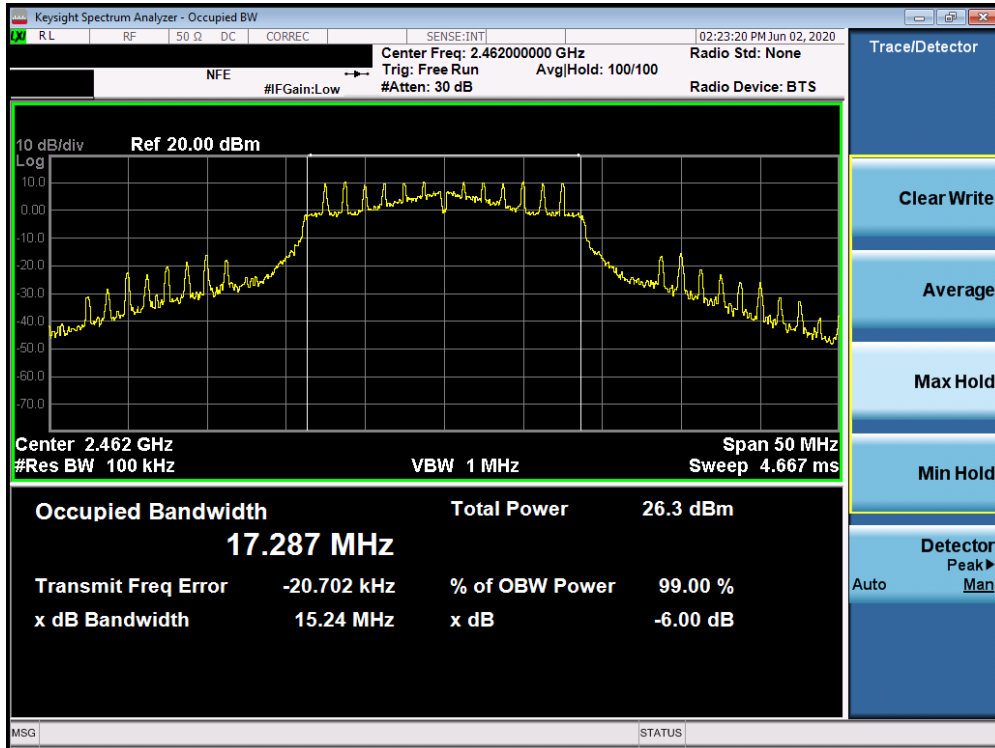 Keysight Spectrum Analyzer - Occupied BW
LXI RL RF 50 Ω DC CORREC SENSE:INT 02:23:20 PM Jun 02, 2020
Center Freq: 2.462000000 GHz Radio Std: None
NFE Trig: Free Run Avg|Hold: 100/100
#IFGain:Low #Atten: 30 dB Radio Device: BTS
Trace/Detector
10 dB/div Ref 20.00 dBm
Log
10.0
0.00
-10.0
-20.0
-30.0
-40.0
-50.0
-60.0
-70.0
Center 2.462 GHz Span 50 MHz
#Res BW 100 kHz VBW 1 MHz Sweep 4.667 ms
Occupied Bandwidth Total Power 26.3 dBm
17.287 MHz
Transmit Freq Error -20.702 kHz % of OBW Power 99.00 %
x dB Bandwidth 15.24 MHz x dB -6.00 dB
Clear Write
Average
Max Hold
Min Hold
Detector
Peak▶
Auto Man
MSG STATUS